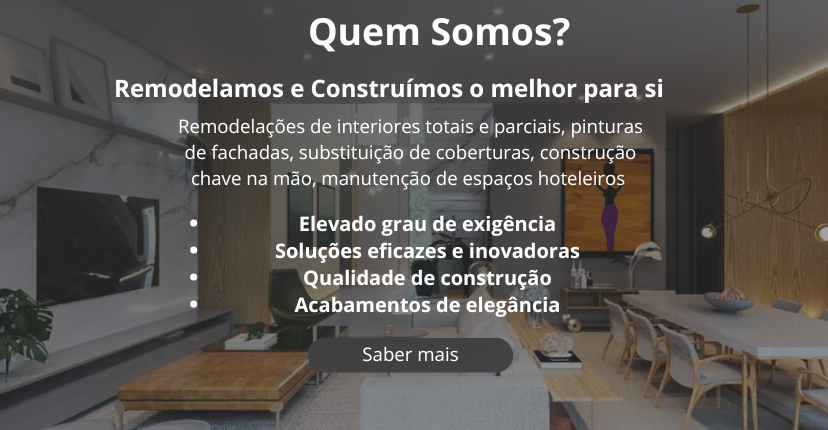 Quem Somos?
Remodelamos e Construímos o melhor para si
Remodelações de interiores totais e parciais, pinturas
de fachadas, substituição de coberturas, construção
chave na mão, manutenção de espaços hoteleiros
• Elevado grau de exigência
• Soluções eficazes e inovadoras
• Qualidade de construção
• Acabamentos de elegância
Saber mais